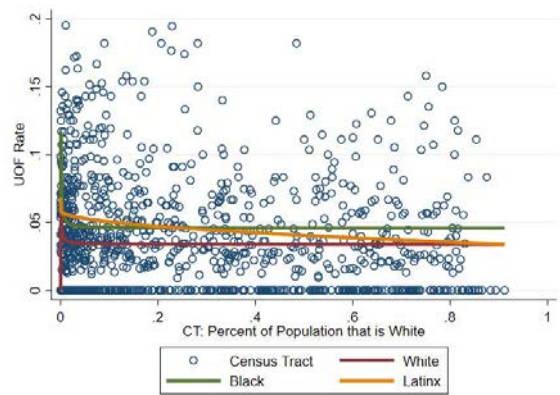 .2
.15
.1
.05
0
UOF Rate
0 .2 .4 .6 .8 1
CT: Percent of Population that is White
Census Tract White
Black Latinx